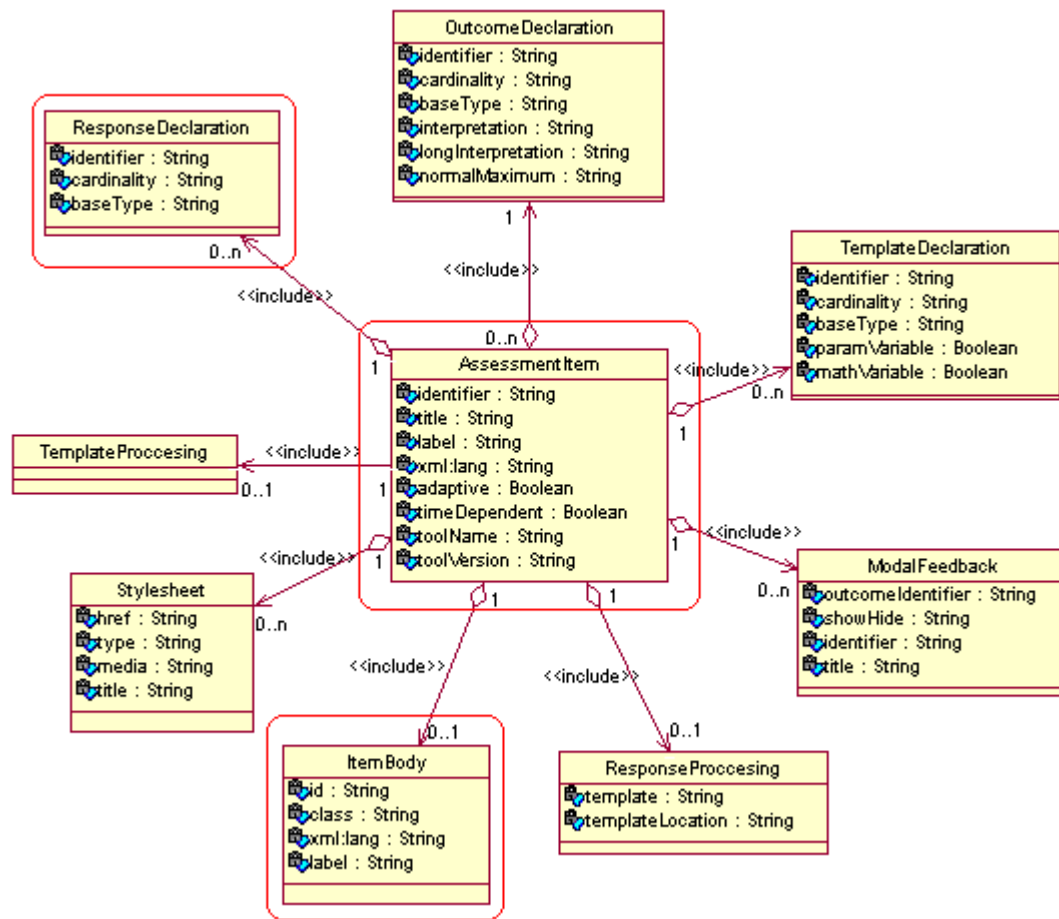 OutcomeDeclaration
identifier : String
cardinality : String
baseType : String
interpretation : String
longInterpretation : String
normalMaximum : String
ResponseDeclaration
identifier : String
cardinality : String
baseType : String
0..n
<<include>>
1
<<include>>
0..n
TemplateDeclaration
identifier : String
cardinality : String
baseType : String
paramVariable : Boolean
mathVariable : Boolean
<<include>>
0..n
1
AssessmentItem
identifier : String
title : String
label : String
xml:lang : String
adaptive : Boolean
timeDependent : Boolean
toolName : String
toolVersion : String
1
TemplateProccesing
<<include>>
0..1
1
Stylesheet
href : String
type : String
media : String
title : String
<<include>>
1
0..n
ModalFeedback
outcomeIdentifier : String
showHide : String
identifier : String
title : String
<<include>>
1
0..n
1
<<include>>
0..1
ItemBody
id : String
class : String
xml:lang : String
label : String
1
<<include>>
0..1
ResponseProccesing
template : String
templateLocation : String